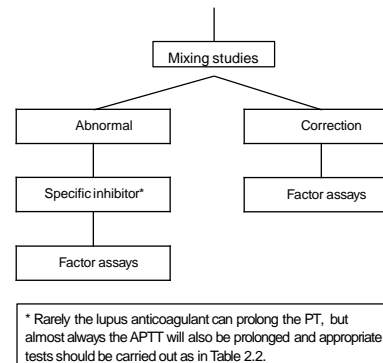 Mixing studies
Abnormal
Correction
Specific inhibitor*
Factor assays
Factor assays
* Rarely the lupus anticoagulant can prolong the PT, but
almost always the APTT will also be prolonged and appropriate
tests should be carried out as in Table 2.2.